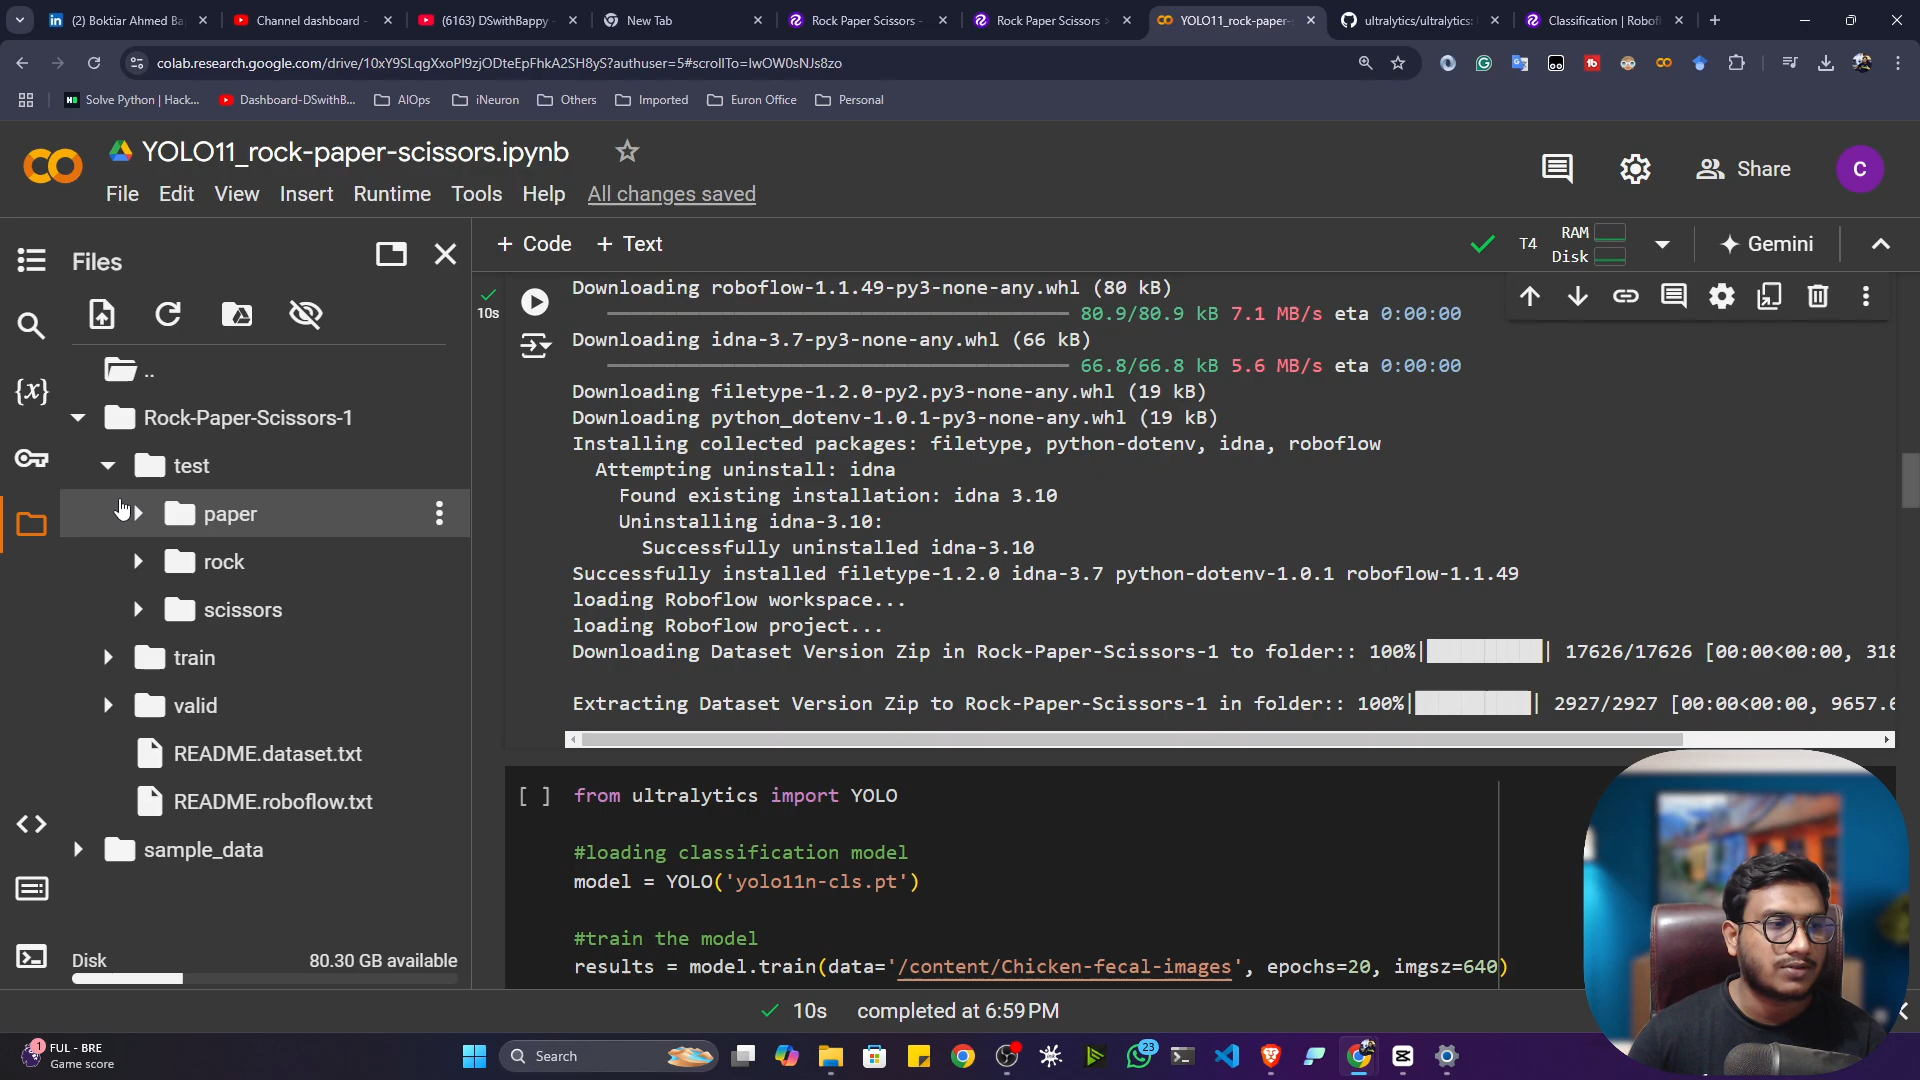 (2) Boktiar Ahmed Ba
Channel dashboard -
(6163) DSwithBappy -
New Tab
Rock Paper Scissors -
Rock Paper Scissors >
YOLO11_rock-paper-
ultralytics/ultralytics:
Classification | Robof
colab.research.google.com/drive/10xY9SLqgXxoPI9zjODteEpFhkA2SH8yS?authuser=5#scrollTo=IwOW0sNJs8zo
Solve Python | Hack...
Dashboard-DSwithB...
AIOps
iNeuron
Others
Imported
Euron Office
Personal
YOLO11_rock-paper-scissors.ipynb
File Edit View Insert Runtime Tools Help All changes saved
Share
C
Files
+ Code + Text
T4
RAM
Disk
Gemini
..
Rock-Paper-Scissors-1
test
paper
rock
scissors
train
valid
README.dataset.txt
README.roboflow.txt
sample_data
Disk 80.30 GB available
10s
Downloading roboflow-1.1.49-py3-none-any.whl (80 kB)
80.9/80.9 kB 7.1 MB/s eta 0:00:00
Downloading idna-3.7-py3-none-any.whl (66 kB)
66.8/66.8 kB 5.6 MB/s eta 0:00:00
Downloading filetype-1.2.0-py2.py3-none-any.whl (19 kB)
Downloading python_dotenv-1.0.1-py3-none-any.whl (19 kB)
Installing collected packages: filetype, python-dotenv, idna, roboflow
Attempting uninstall: idna
Found existing installation: idna 3.10
Uninstalling idna-3.10:
Successfully uninstalled idna-3.10
Successfully installed filetype-1.2.0 idna-3.7 python-dotenv-1.0.1 roboflow-1.1.49
loading Roboflow workspace...
loading Roboflow project...
Downloading Dataset Version Zip in Rock-Paper-Scissors-1 to folder:: 100%| | 17626/17626 [00:00<00:00, 318
Extracting Dataset Version Zip to Rock-Paper-Scissors-1 in folder:: 100%| | 2927/2927 [00:00<00:00, 9657.6
[ ] from ultralytics import YOLO
#loading classification model
model = YOLO('yolo11n-cls.pt')
#train the model
results = model.train(data='/content/Chicken-fecal-images', epochs=20, imgsz=640)
10s completed at 6:59 PM
1
FUL - BRE
Game score
Search
23